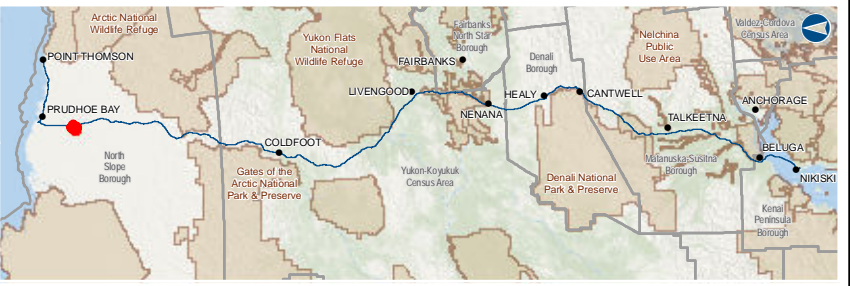 Arctic National
Wildlife Refuge
POINT THOMSON
PRUDHOE BAY
North
Slope
Borough
COLDFOOT
Gates of the
Arctic National
Park & Preserve
Yukon Flats
National
Wildlife Refuge
LIVENGOOD
Fairbanks
North Star
Borough
FAIRBANKS
NENANA
Yukon-Koyukuk
Census Area
Denali
Borough
HEALY
CANTWELL
Denali National
Park & Preserve
Nelchina
Public
Use Area
TALKEETNA
Matanuska-Susitna
Borough
Valdez-Cordova
Census Area
ANCHORAGE
BELUGA
NIKISKI
Kenai
Peninsula
Borough